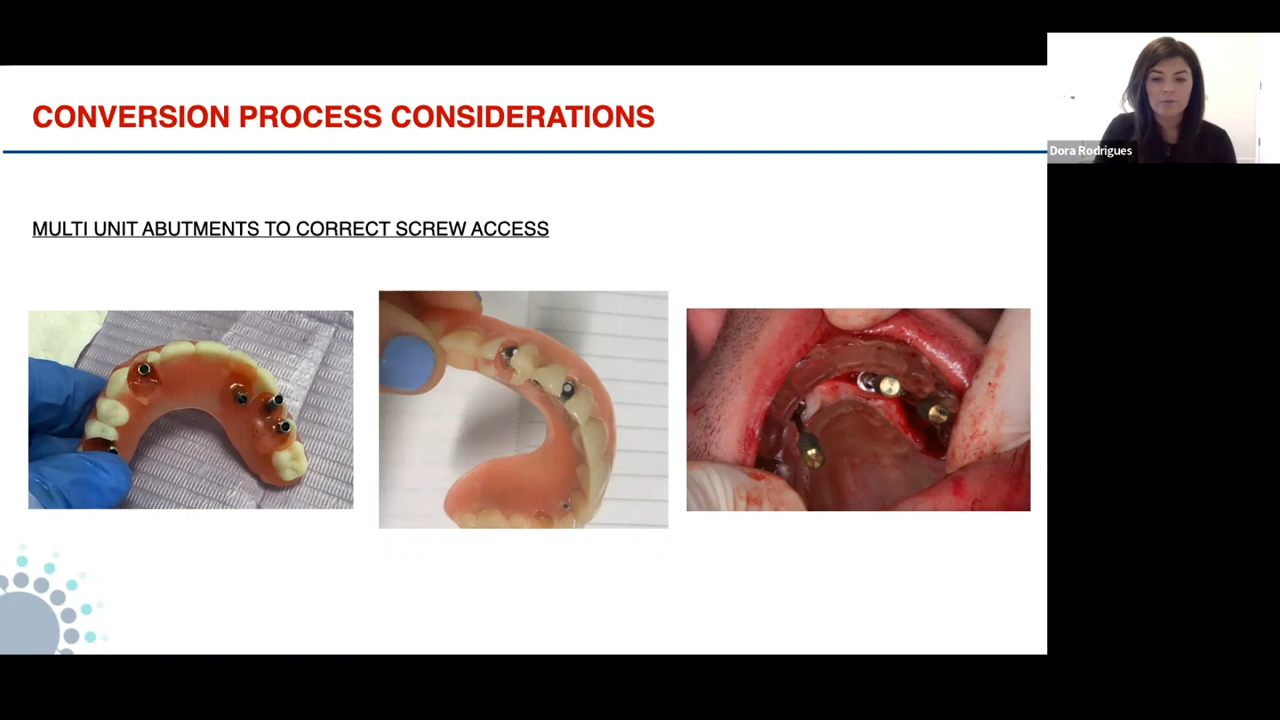 CONVERSION PROCESS CONSIDERATIONS
Dora Rodrigues
MULTI UNIT ABUTMENTS TO CORRECT SCREW ACCESS